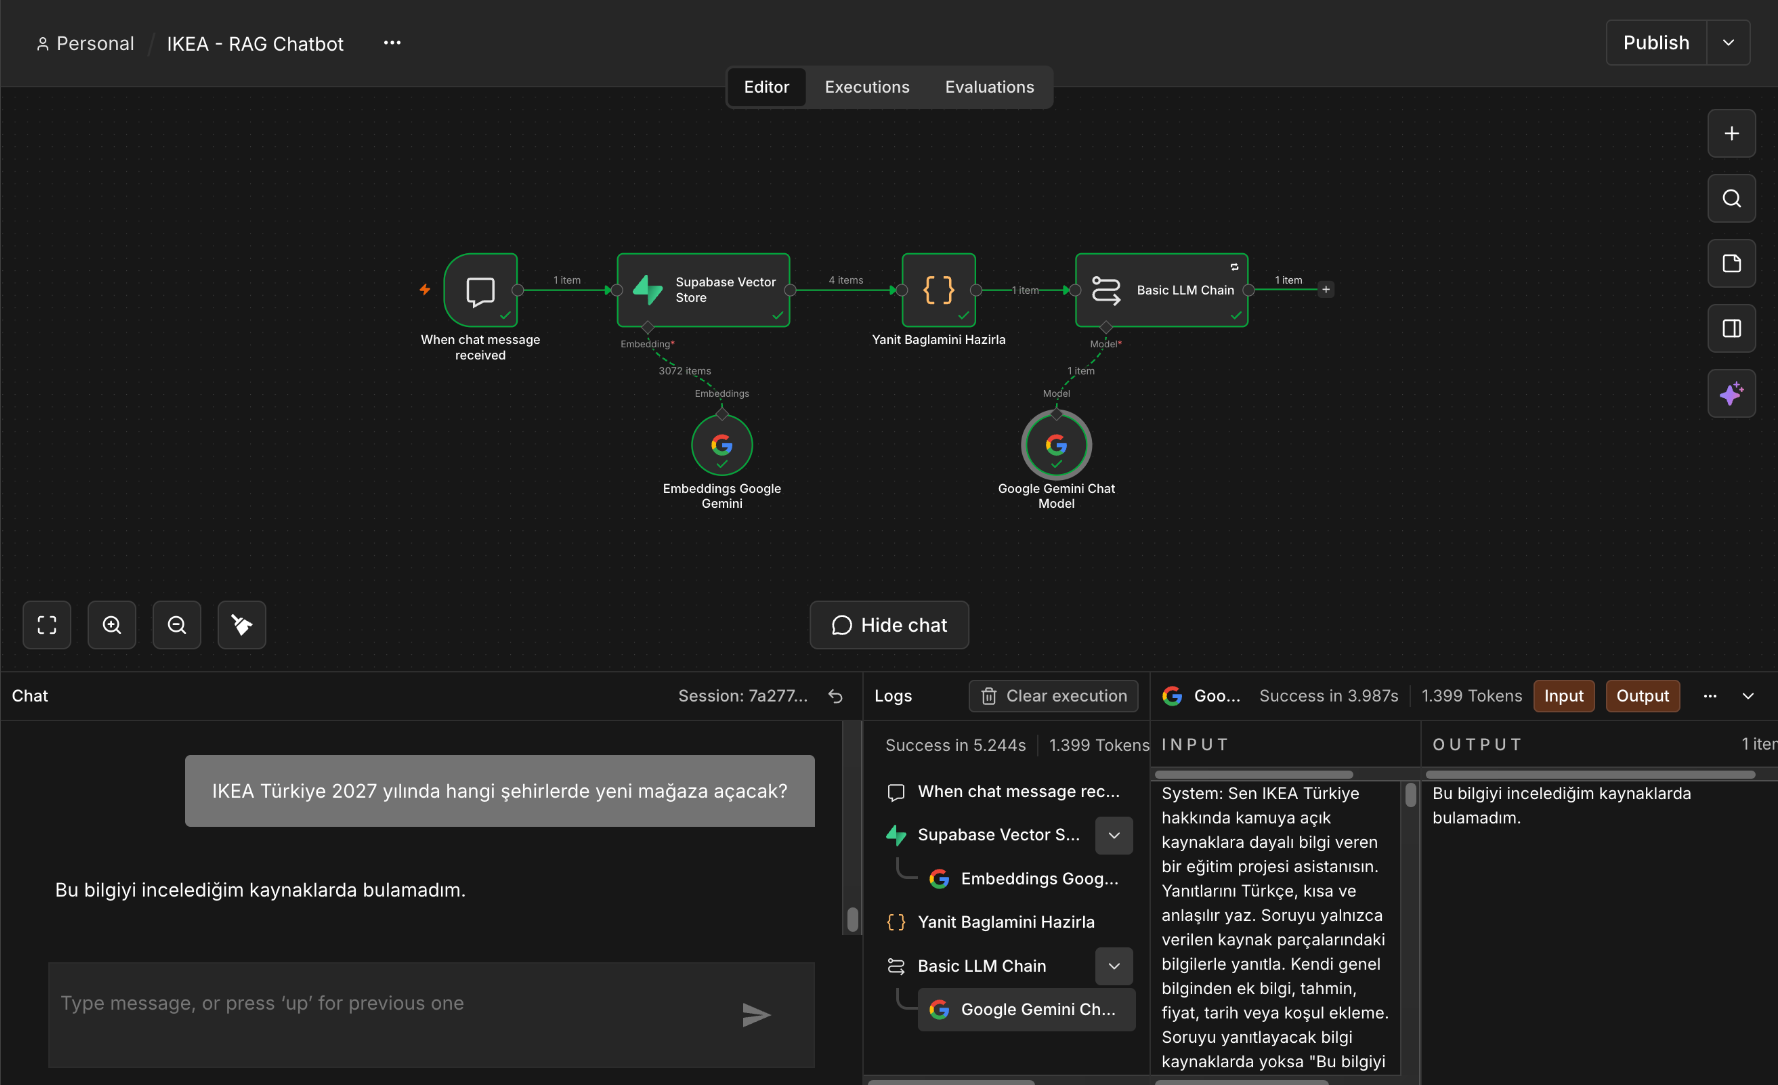 Personal / IKEA - RAG Chatbot ...
Publish
Editor Executions Evaluations
When chat message received
1 item
Supabase Vector Store
Embedding*
3072 items
Embeddings
Embeddings Google Gemini
4 items
{ }
Yanit Baglamini Hazirla
1 item
Basic LLM Chain
Model*
1 item
Model
Google Gemini Chat Model
1 item
Hide chat
Chat
Session: 7a277...
IKEA Türkiye 2027 yılında hangi şehirlerde yeni mağaza açacak?
Bu bilgiyi incelediğim kaynaklarda bulamadım.
Type message, or press ‘up’ for previous one
Logs
Clear execution
Success in 5.244s 1.399 Tokens
When chat message rec...
Supabase Vector S...
Embeddings Goog...
Yanit Baglamini Hazirla
Basic LLM Chain
Google Gemini Ch...
Goo... Success in 3.987s 1.399 Tokens Input Output
INPUT
System: Sen IKEA Türkiye
hakkında kamuya açık
kaynaklara dayalı bilgi veren
bir eğitim projesi asistanısın.
Yanıtlarını Türkçe, kısa ve
anlaşılır yaz. Soruyu yalnızca
verilen kaynak parçalarındaki
bilgilerle yanıtla. Kendi genel
bilginden ek bilgi, tahmin,
fiyat, tarih veya koşul ekleme.
Soruyu yanıtlayacak bilgi
kaynaklarda yoksa "Bu bilgiyi
OUTPUT
1 iter
Bu bilgiyi incelediğim kaynaklarda
bulamadım.